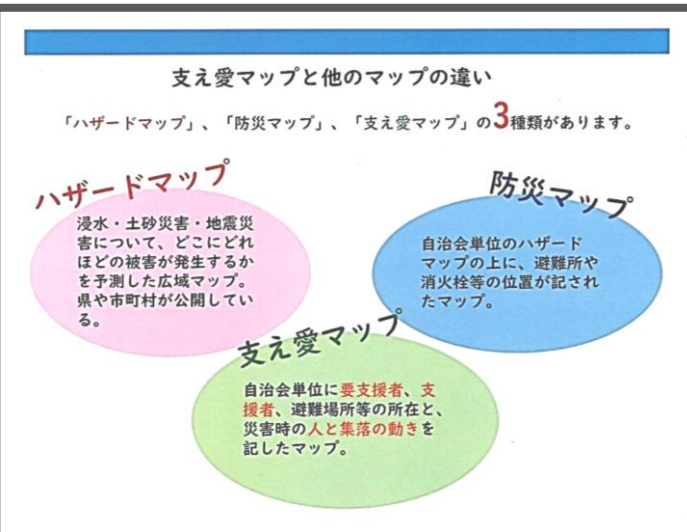 支え愛マップと他のマップの違い
「ハザードマップ」、「防災マップ」、「支え愛マップ」の3種類があります。
ハザードマップ
浸水・土砂災害・地震災
害について、どこにどれ
ほどの被害が発生するか
を予測した広域マップ。
県や市町村が公開してい
る。
防災マップ
自治会単位のハザード
マップの上に、避難所や
消火栓等の位置が記され
たマップ。
支え愛マップ
自治会単位に要支援者、支
援者、避難場所等の所在と、
災害時の人と集落の動きを
記したマップ。